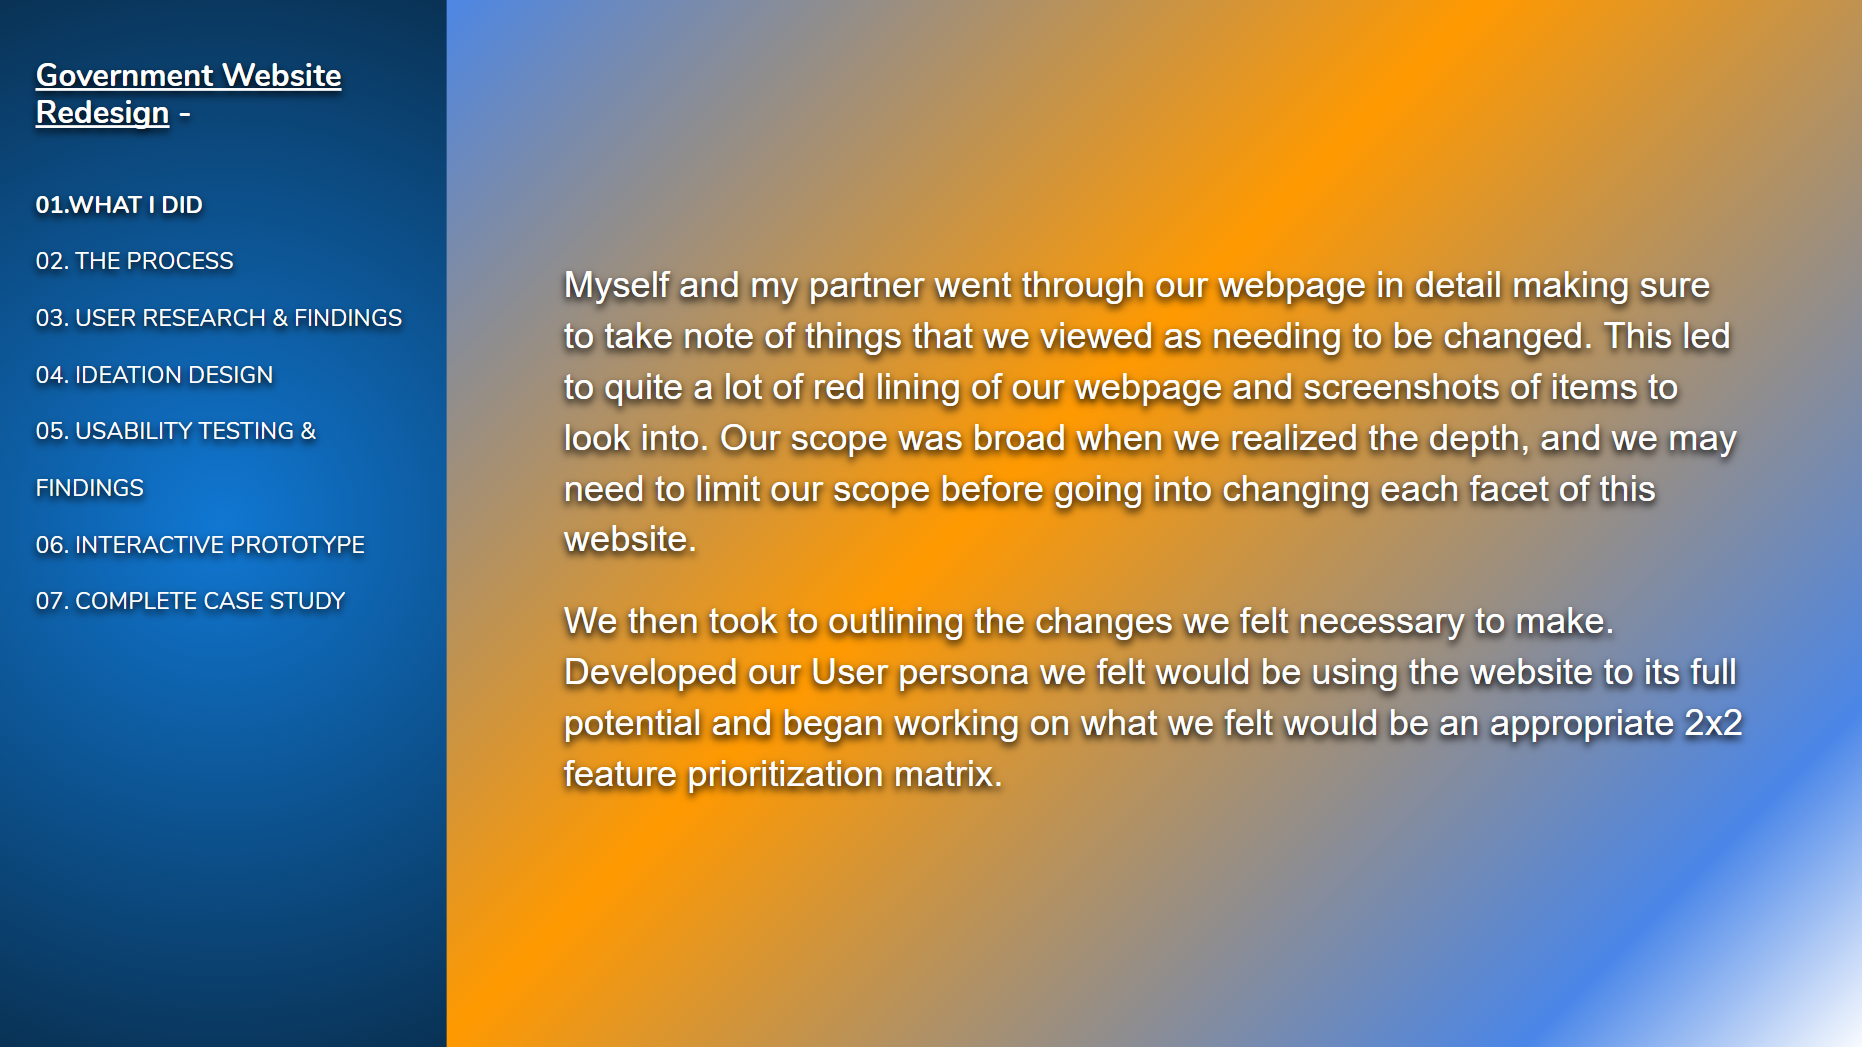 Government Website
Redesign -
01.WHAT I DID
02. THE PROCESS
03. USER RESEARCH & FINDINGS
04. IDEATION DESIGN
05. USABILITY TESTING &
FINDINGS
06. INTERACTIVE PROTOTYPE
07. COMPLETE CASE STUDY
Myself and my partner went through our webpage in detail making sure
to take note of things that we viewed as needing to be changed. This led
to quite a lot of red lining of our webpage and screenshots of items to
look into. Our scope was broad when we realized the depth, and we may
need to limit our scope before going into changing each facet of this
website.
We then took to outlining the changes we felt necessary to make.
Developed our User persona we felt would be using the website to its full
potential and began working on what we felt would be an appropriate 2x2
feature prioritization matrix.